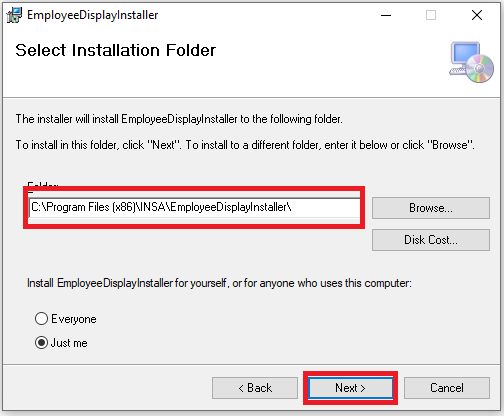 EmployeeDisplayInstaller
Select Installation Folder
The installer will install EmployeeDisplayInstaller to the following folder.
To install in this folder, click "Next". To install to a different folder, enter it below or click "Browse".
Folder:
C:\Program Files (x86)\INSA\EmployeeDisplayInstaller\
Browse...
Disk Cost...
Install EmployeeDisplayInstaller for yourself, or for anyone who uses this computer:
Everyone
Just me
< Back
Next >
Cancel